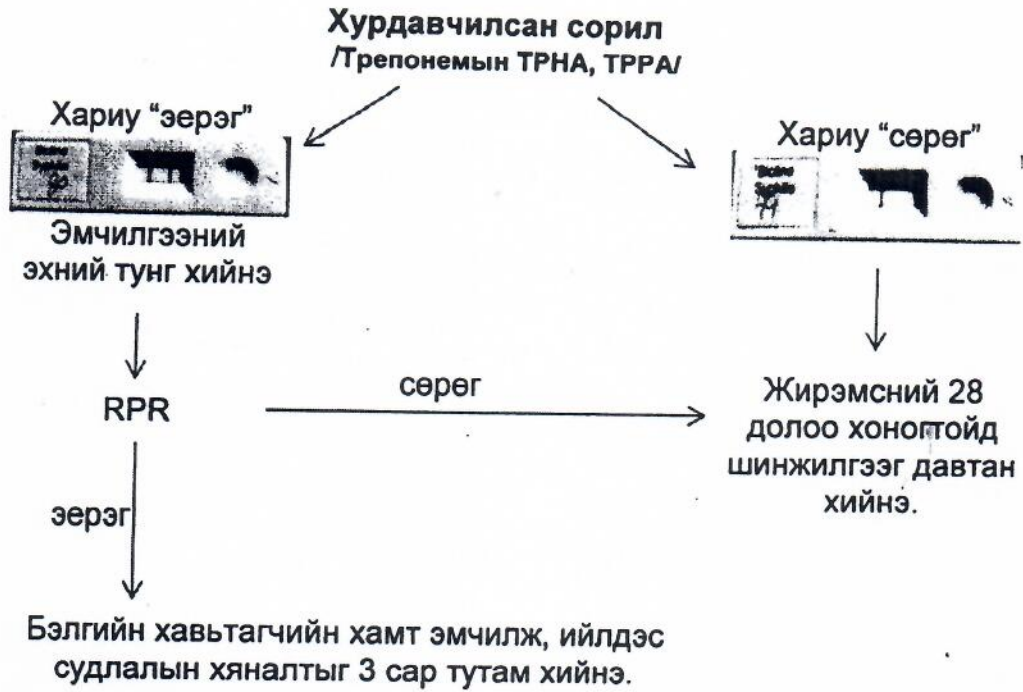 Хурдавчилсан сорил
/Трепонемын ТРНА, ТРРА/
Хариу “эерэг”
Хариу “сөрөг”
Эмчилгээний
эхний тунг хийнэ
RPR
сөрөг
Жирэмсний 28
долоо хоногтойд
шинжилгээг давтан
хийнэ.
эерэг
Бэлгийн хавьтагчийн хамт эмчилж, ийлдэс
судлалын хяналтыг 3 сар тутам хийнэ.